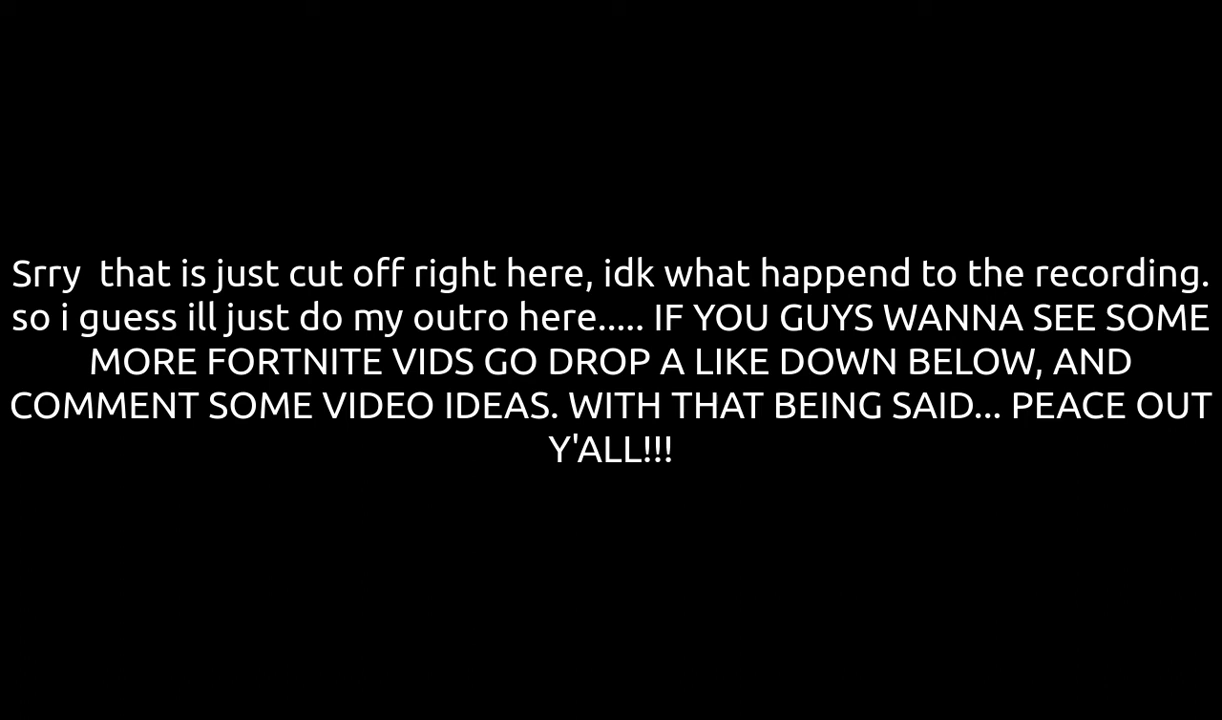 Srry  that is just cut off right here, idk what happend to the recording.
so i guess ill just do my outro here..... IF YOU GUYS WANNA SEE SOME
MORE FORTNITE VIDS GO DROP A LIKE DOWN BELOW, AND
COMMENT SOME VIDEO IDEAS. WITH THAT BEING SAID... PEACE OUT
Y'ALL!!!